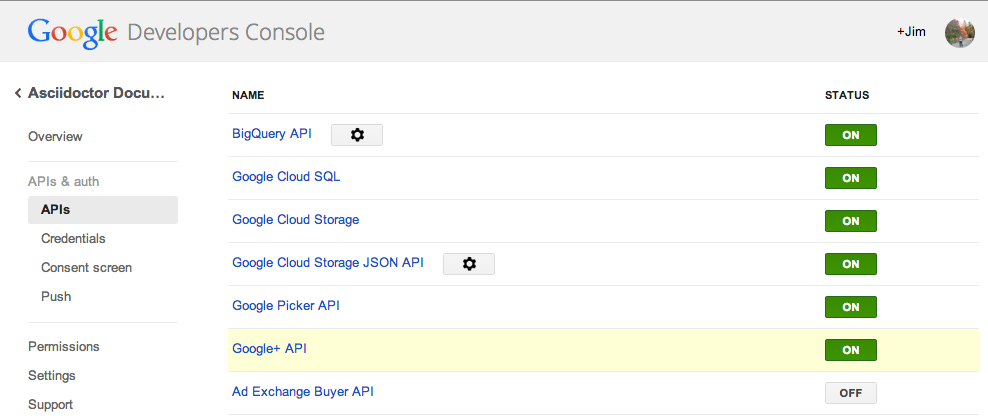 Google Developers Console
+Jim
Asciidoctor Docu...
Overview
APIs & auth
APIs
Credentials
Consent screen
Push
Permissions
Settings
Support
NAME STATUS
BigQuery API ON
Google Cloud SQL ON
Google Cloud Storage ON
Google Cloud Storage JSON API ON
Google Picker API ON
Google+ API ON
Ad Exchange Buyer API OFF